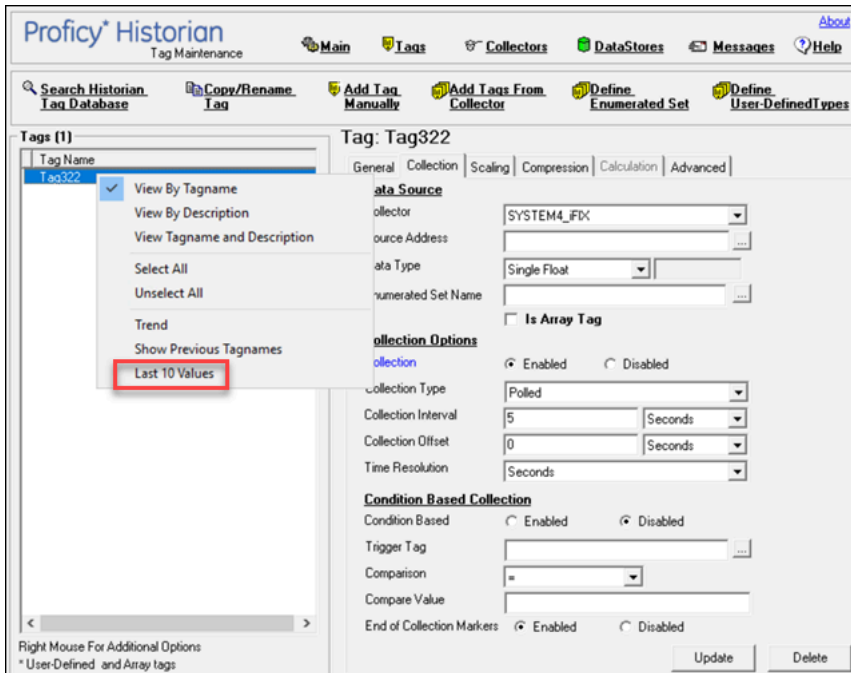 About
Proficy* Historian
Tag Maintenance
Main Tags Collectors DataStores Messages Help
Search Historian Tag Database
Copy/Rename Tag
Add Tag Manually
Add Tags From Collector
Define Enumerated Set
Define User-DefinedTypes
Tags (1)
Tag Name
Tag322
View By Tagname
View By Description
View Tagname and Description
Select All
Unselect All
Trend
Show Previous Tagnames
Last 10 Values
Right Mouse For Additional Options
* User-Defined and Array tags
Tag: Tag322
General Collection Scaling Compression Calculation Advanced
ata Source
ollector SYSTEM4_iFIX
ource Address ...
ata Type Single Float
numerated Set Name ...
Is Array Tag
ollection Options
ollection Enabled Disabled
Collection Type Polled
Collection Interval 5 Seconds
Collection Offset 0 Seconds
Time Resolution Seconds
Condition Based Collection
Condition Based Enabled Disabled
Trigger Tag ...
Comparison =
Compare Value
End of Collection Markers Enabled Disabled
Update Delete